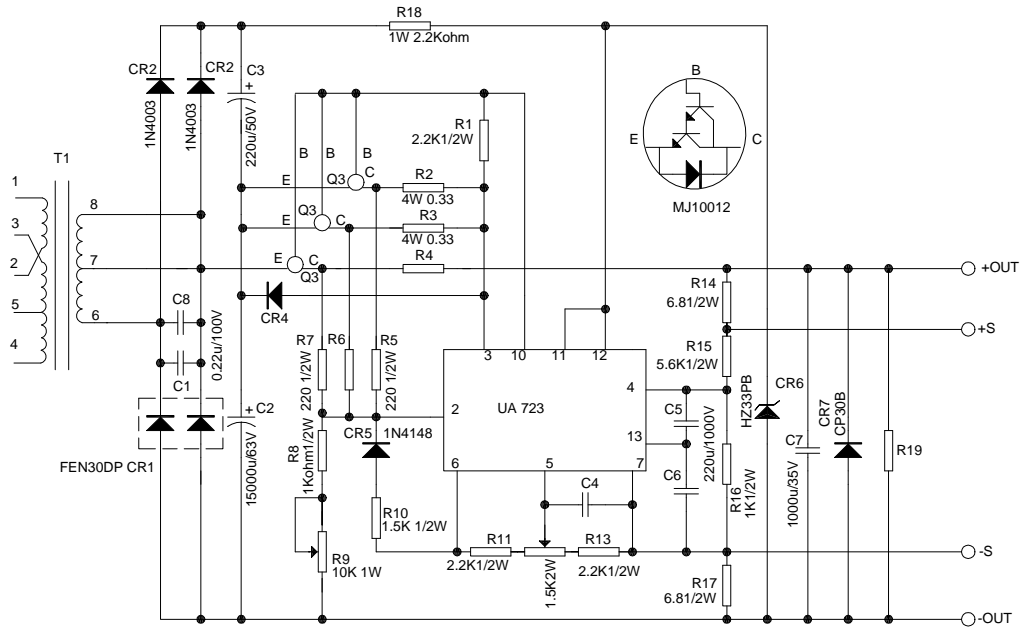 R18
1W 2.2Kohm
CR2
CR2
C3
+
1N4003
1N4003
220u/50V
T1
1
3
2
5
4
8
7
6
B
B
B
E
Q3
C
E
Q3
C
E
C
Q3
R1
2.2K1/2W
R2
4W 0.33
R3
4W 0.33
R4
CR4
B
E
C
MJ10012
C8
0.22u/100V
C1
FEN30DP CR1
C2
+
15000u/63V
R7
220 1/2W
R6
R5
220 1/2W
3
10
11
12
UA 723
2
4
13
6
5
7
CR5
1N4148
R8
1Kohm1/2W
R10
1.5K 1/2W
R9
10K 1W
R11
2.2K1/2W
1.5K2W
R13
2.2K1/2W
C4
C5
220u/1000V
C6
R14
6.81/2W
R15
5.6K1/2W
R16
1K1/2W
R17
6.81/2W
CR6
HZ33PB
C7
1000u/35V
CR7
CP30B
R19
+OUT
+S
-S
-OUT